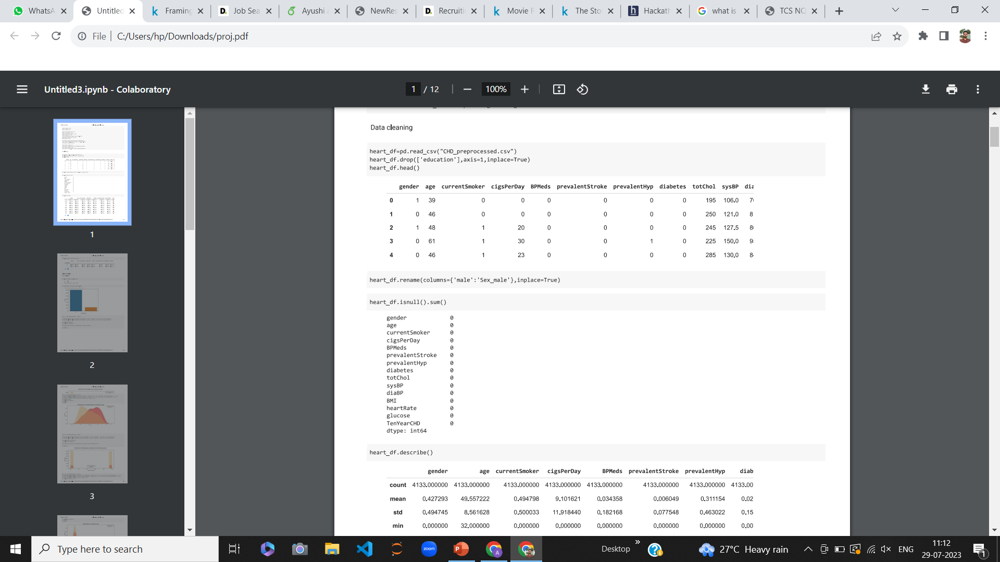 WhatsA
Untitled
Framing
Job Sea
Ayushi
NewRes
Recruiti
Movie R
The Sto
Hackath
what is
TCS NQ
File
C:/Users/hp/Downloads/proj.pdf
Untitled3.ipynb - Colaboratory
1 / 12
100%
Data cleaning
heart_df=pd.read_csv("CHD_preprocessed.csv")
heart_df.drop(['education'],axis=1,inplace=True)
heart_df.head()
gender age currentSmoker cigsPerDay BPMeds prevalentStroke prevalentHyp diabetes totChol sysBP dia
0 1 39 0 0 0 0 0 0 195 106.0
1 0 46 0 0 0 0 0 0 250 121.0 8
2 1 48 1 20 0 0 0 0 245 127.5
3 0 61 1 30 0 0 1 0 225 150.0
4 0 46 1 23 0 0 0 0 285 130.0
heart_df.rename(columns={'male':'Sex_male'},inplace=True)
heart_df.isnull().sum()
gender 0
age 0
currentSmoker 0
cigsPerDay 0
BPMeds 0
prevalentStroke 0
prevalentHyp 0
diabetes 0
totChol 0
sysBP 0
diaBP 0
BMI 0
heartRate 0
glucose 0
TenYearCHD 0
dtype: int64
heart_df.describe()
gender age currentSmoker cigsPerDay BPMeds prevalentStroke prevalentHyp diab
count 4133.000000 4133.000000 4133.000000 4133.000000 4133.000000 4133.000000 4133.000000 4133.00
mean 0.427293 49.557222 0.494798 9.101621 0.034358 0.006049 0.311154 0.02
std 0.494745 8.561628 0.500033 11.918440 0.182168 0.077548 0.463022 0.15
min 0.000000 32.000000 0.000000 0.000000 0.000000 0.000000 0.000000 0.00
1
2
3
Type here to search
zoom
Desktop
27°C Heavy rain
ENG
11:12
29-07-2023
1